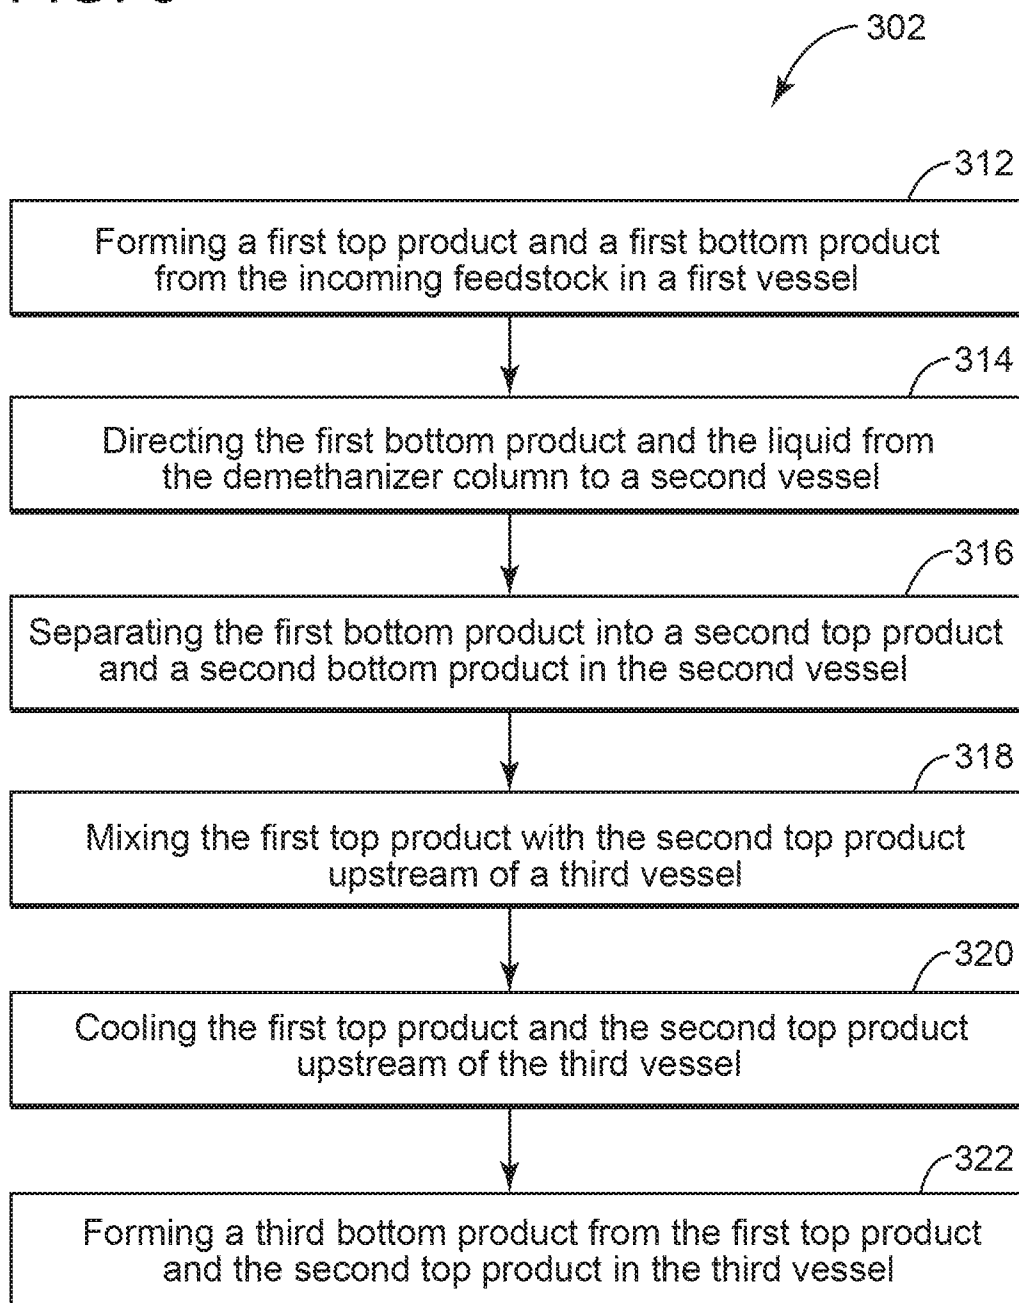 302
312
Forming a first top product and a first bottom product
from the incoming feedstock in a first vessel
314
Directing the first bottom product and the liquid from
the demethanizer column to a second vessel
316
Separating the first bottom product into a second top product
and a second bottom product in the second vessel
318
Mixing the first top product with the second top product
upstream of a third vessel
320
Cooling the first top product and the second top product
upstream of the third vessel
322
Forming a third bottom product from the first top product
and the second top product in the third vessel